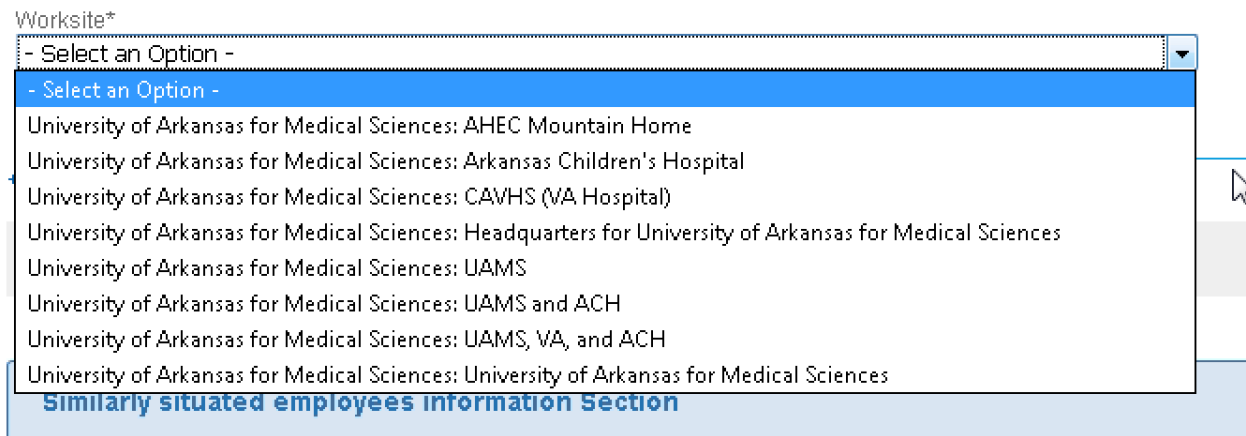 Worksite*
- Select an Option -
- Select an Option -
University of Arkansas for Medical Sciences: AHEC Mountain Home
University of Arkansas for Medical Sciences: Arkansas Children's Hospital
University of Arkansas for Medical Sciences: CAVHS (VA Hospital)
University of Arkansas for Medical Sciences: Headquarters for University of Arkansas for Medical Sciences
University of Arkansas for Medical Sciences: UAMS
University of Arkansas for Medical Sciences: UAMS and ACH
University of Arkansas for Medical Sciences: UAMS, VA, and ACH
University of Arkansas for Medical Sciences: University of Arkansas for Medical Sciences
Similarly situated employees information Section